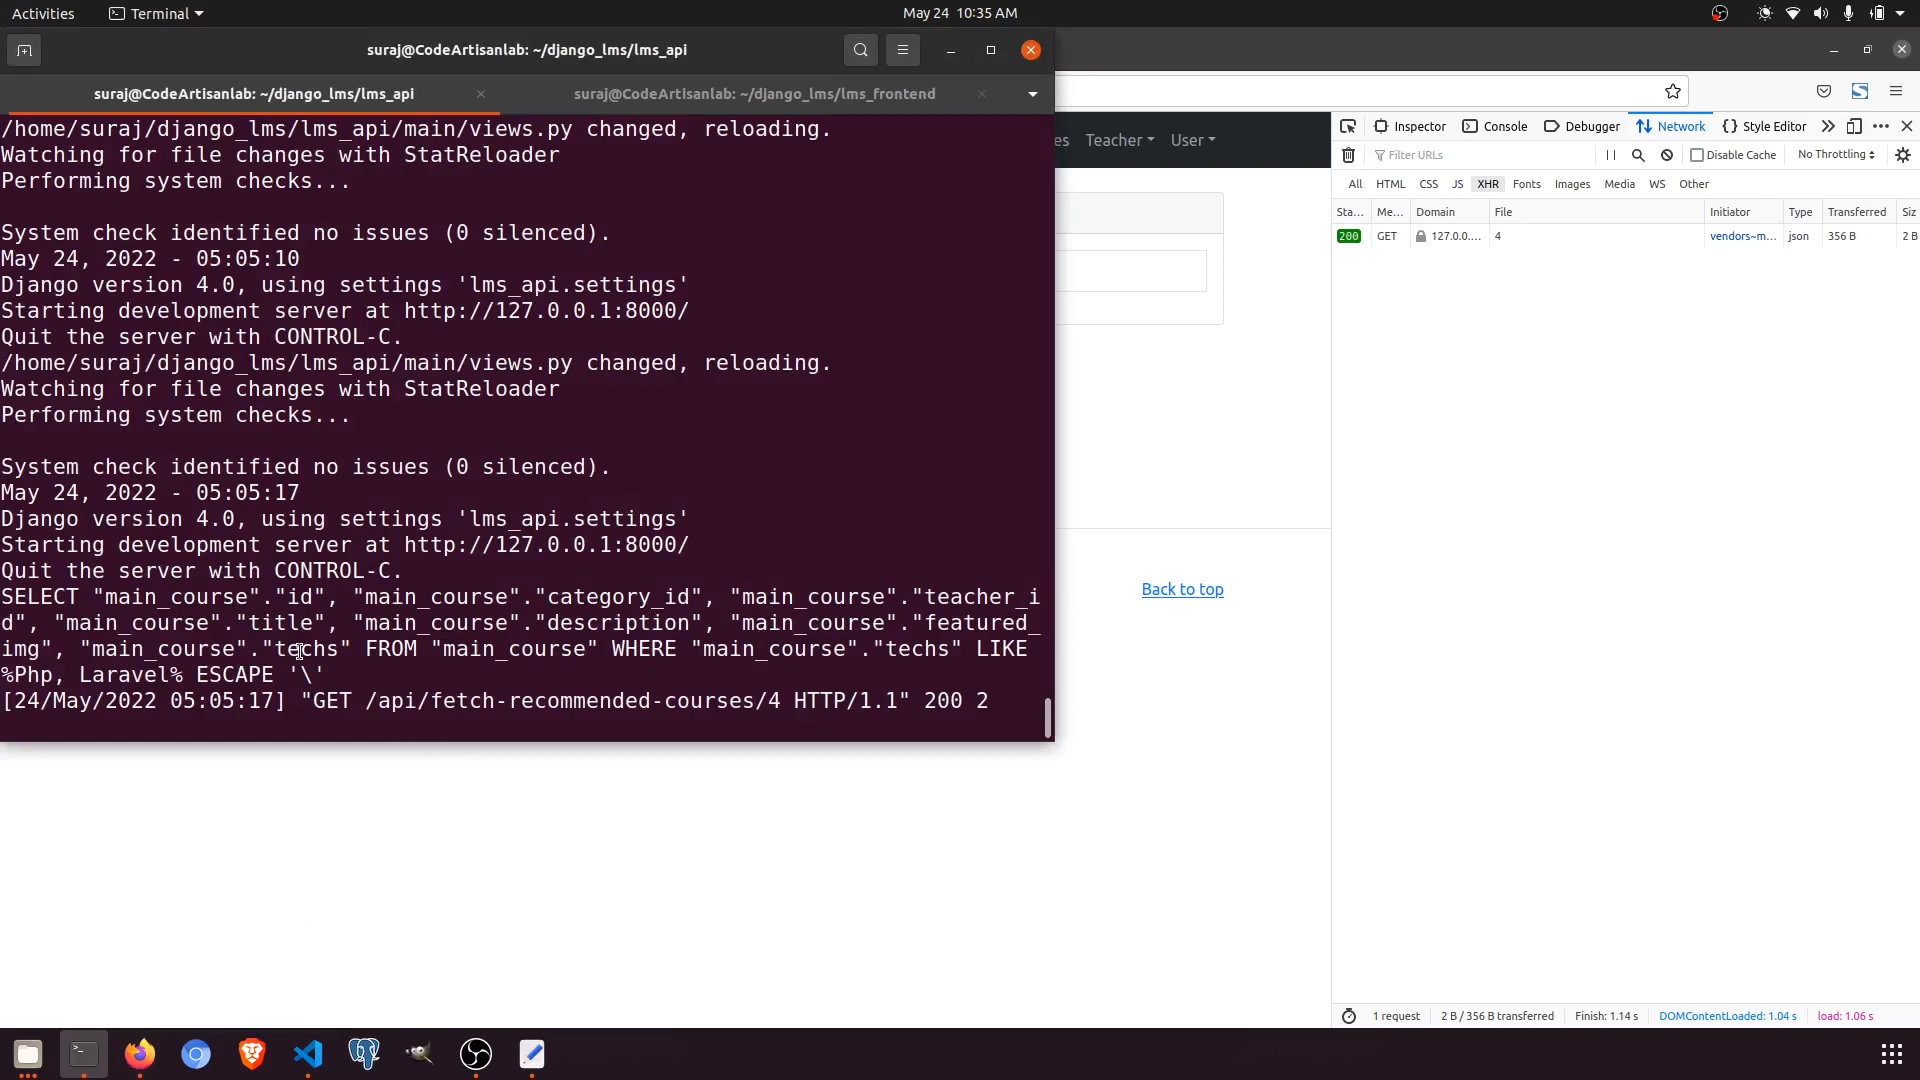 Activities
Terminal
May 24 10:35 AM
suraj@CodeArtisanlab: ~/django_lms/lms_api
suraj@CodeArtisanlab: ~/django_lms/lms_api
suraj@CodeArtisanlab: ~/django_lms/lms_frontend
/home/suraj/django_lms/lms_api/main/views.py changed, reloading.
Watching for file changes with StatReloader
Performing system checks...
System check identified no issues (0 silenced).
May 24, 2022 - 05:05:10
Django version 4.0, using settings 'lms_api.settings'
Starting development server at http://127.0.0.1:8000/
Quit the server with CONTROL-C.
/home/suraj/django_lms/lms_api/main/views.py changed, reloading.
Watching for file changes with StatReloader
Performing system checks...
System check identified no issues (0 silenced).
May 24, 2022 - 05:05:17
Django version 4.0, using settings 'lms_api.settings'
Starting development server at http://127.0.0.1:8000/
Quit the server with CONTROL-C.
SELECT "main_course"."id", "main_course"."category_id", "main_course"."teacher_i
d", "main_course"."title", "main_course"."description", "main_course"."featured_
img", "main_course"."techs" FROM "main_course" WHERE "main_course"."techs" LIKE
%Php, Laravel% ESCAPE '\'
[24/May/2022 05:05:17] "GET /api/fetch-recommended-courses/4 HTTP/1.1" 200 2
es Teacher User
Back to top
Inspector Console Debugger Network Style Editor
Filter URLs
Disable Cache No Throttling
All HTML CSS JS XHR Fonts Images Media WS Other
Sta... Me... Domain File Initiator Type Transferred Siz
200 GET 127.0.0.... 4 vendors~m... json 356 B 2 B
1 request 2 B / 356 B transferred Finish: 1.14 s DOMContentLoaded: 1.04 s load: 1.06 s